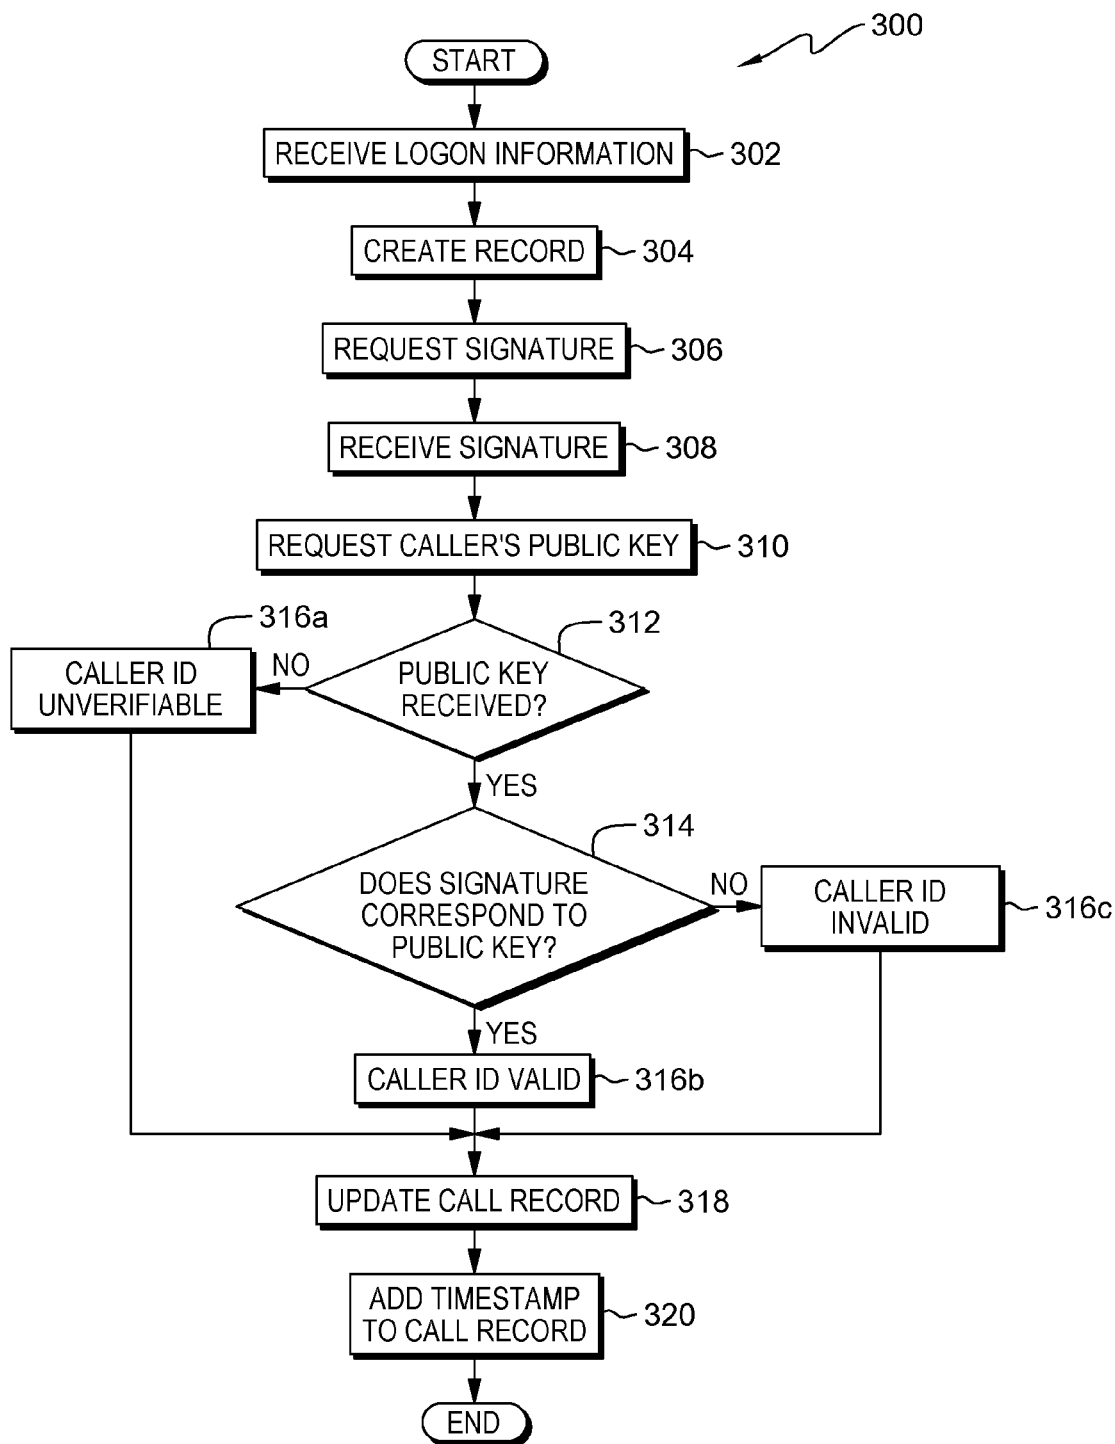 300
START
RECEIVE LOGON INFORMATION
302
CREATE RECORD
304
REQUEST SIGNATURE
306
RECEIVE SIGNATURE
308
REQUEST CALLER'S PUBLIC KEY
310
312
PUBLIC KEY
RECEIVED?
NO
316a
CALLER ID
UNVERIFIABLE
YES
314
DOES SIGNATURE
CORRESPOND TO
PUBLIC KEY?
NO
CALLER ID
INVALID
316c
YES
CALLER ID VALID
316b
UPDATE CALL RECORD
318
ADD TIMESTAMP
TO CALL RECORD
320
END